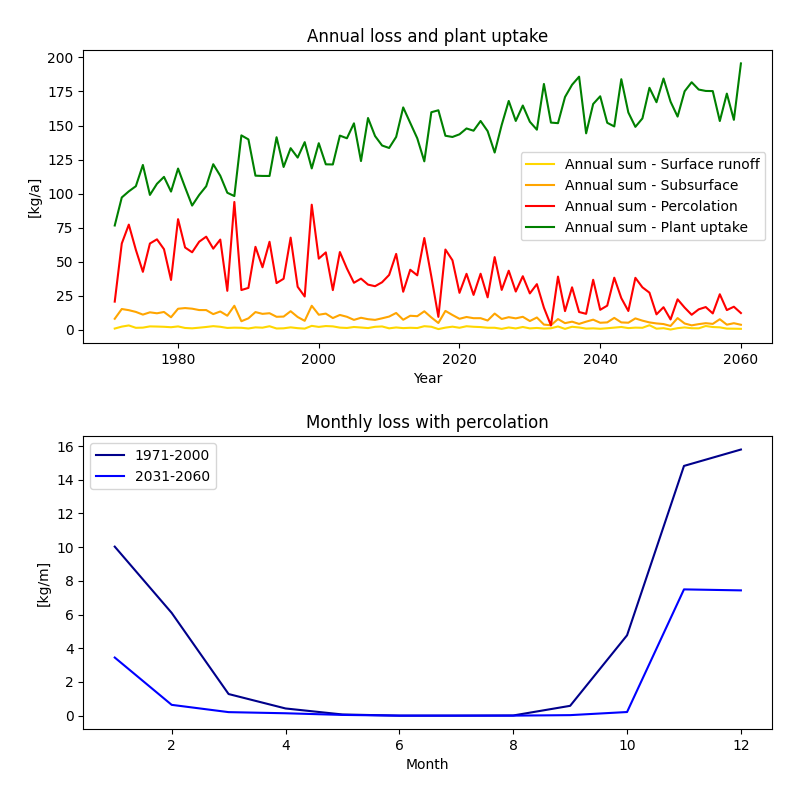 Annual loss and plant uptake
200
175
150
125
100
75
50
25
0
[kg/a]
Annual sum - Surface runoff
Annual sum - Subsurface
Annual sum - Percolation
Annual sum - Plant uptake
1980 2000 2020 2040 2060
Year
Monthly loss with percolation
16
14
12
10
8
6
4
2
0
[kg/m]
1971-2000
2031-2060
2 4 6 8 10 12
Month